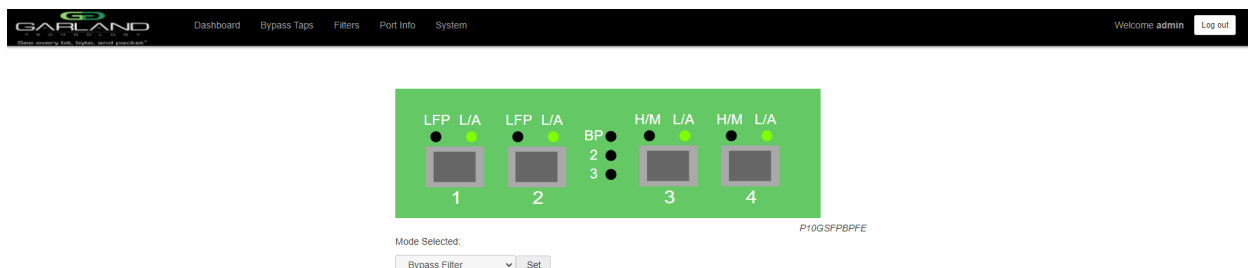 GARLAND
TECHNOLOGY
See every bit, byte, and packet®
Dashboard Bypass Taps Filters Port Info System
Welcome admin Log out
LFP L/A LFP L/A BP H/M L/A H/M L/A
2
3
1 2 3 4
P10GSFPBPFE
Mode Selected:
Bypass Filter Set